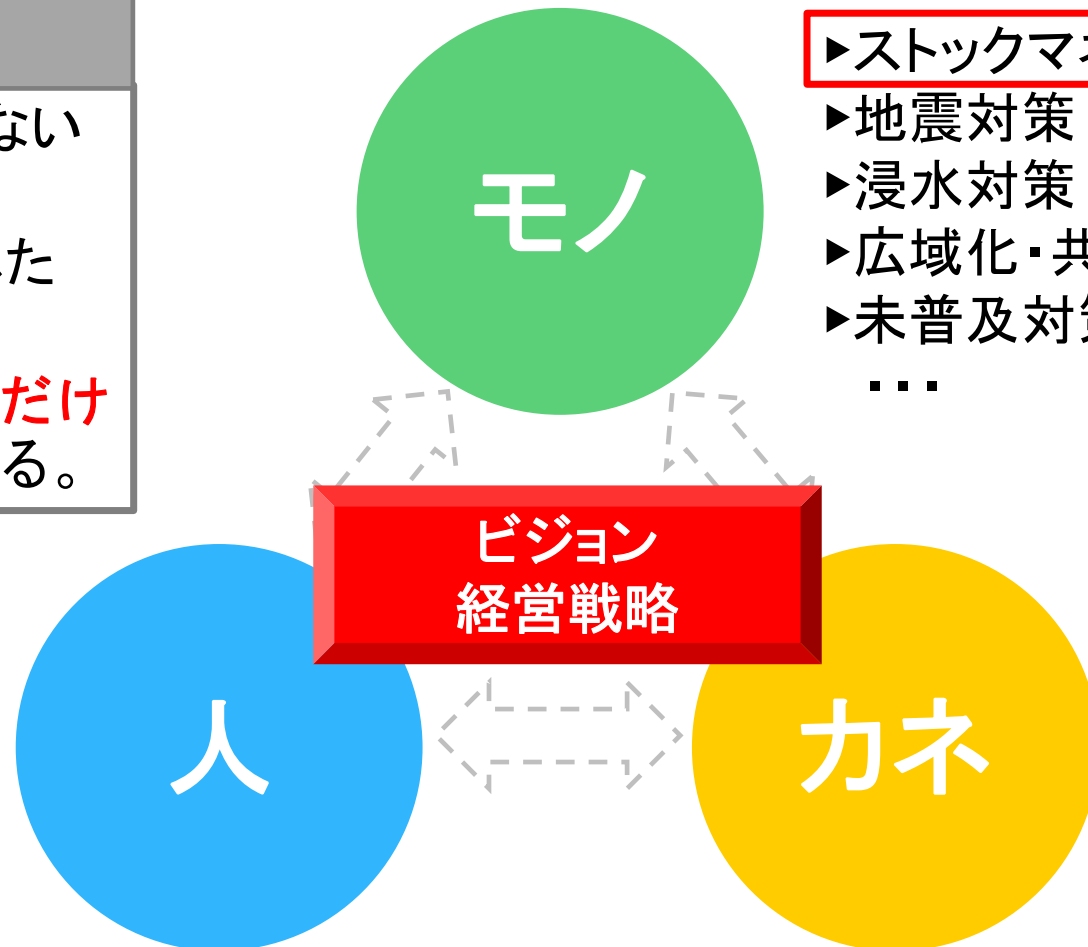 ない
た
だけ
る。
モノ
▶ストックマネ
▶地震対策
▶浸水対策
▶広域化・共
▶未普及対策
・・・
ビジョン
経営戦略
人
カネ